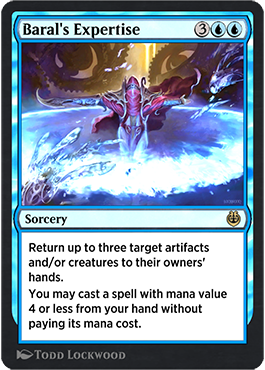 Baral's Expertise 3
Sorcery
Return up to three target artifacts
and/or creatures to their owners'
hands.
You may cast a spell with mana value
4 or less from your hand without
paying its mana cost.
Todd Lockwood